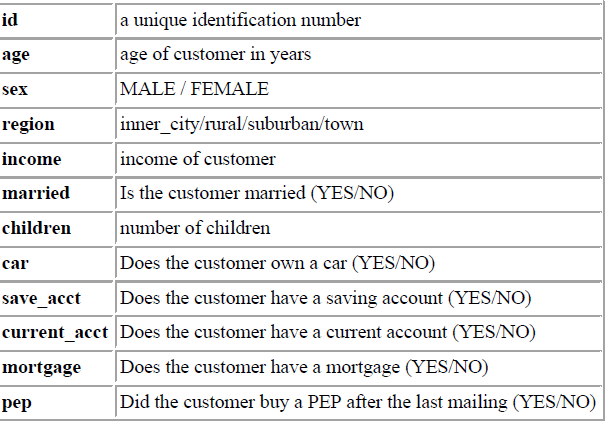 id a unique identification number
age age of customer in years
sex MALE / FEMALE
region inner_city/rural/suburban/town
income income of customer
married Is the customer married (YES/NO)
children number of children
car Does the customer own a car (YES/NO)
save_acct Does the customer have a saving account (YES/NO)
current_acct Does the customer have a current account (YES/NO)
mortgage Does the customer have a mortgage (YES/NO)
pep Did the customer buy a PEP after the last mailing (YES/NO)